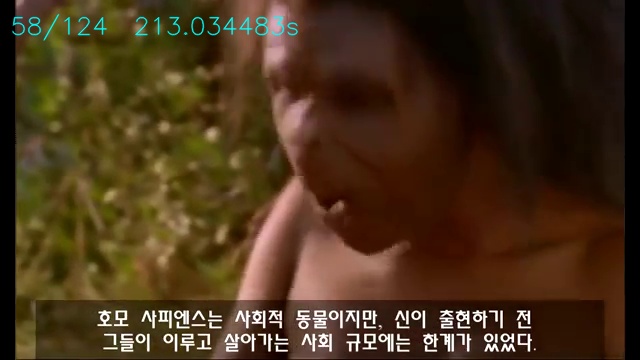 58/124 213.034483s
호모 사피엔스는 사회적 동물이지만, 신이 출현하기 전
그들이 이루고 살아가는 사회 규모에는 한계가 있었다.